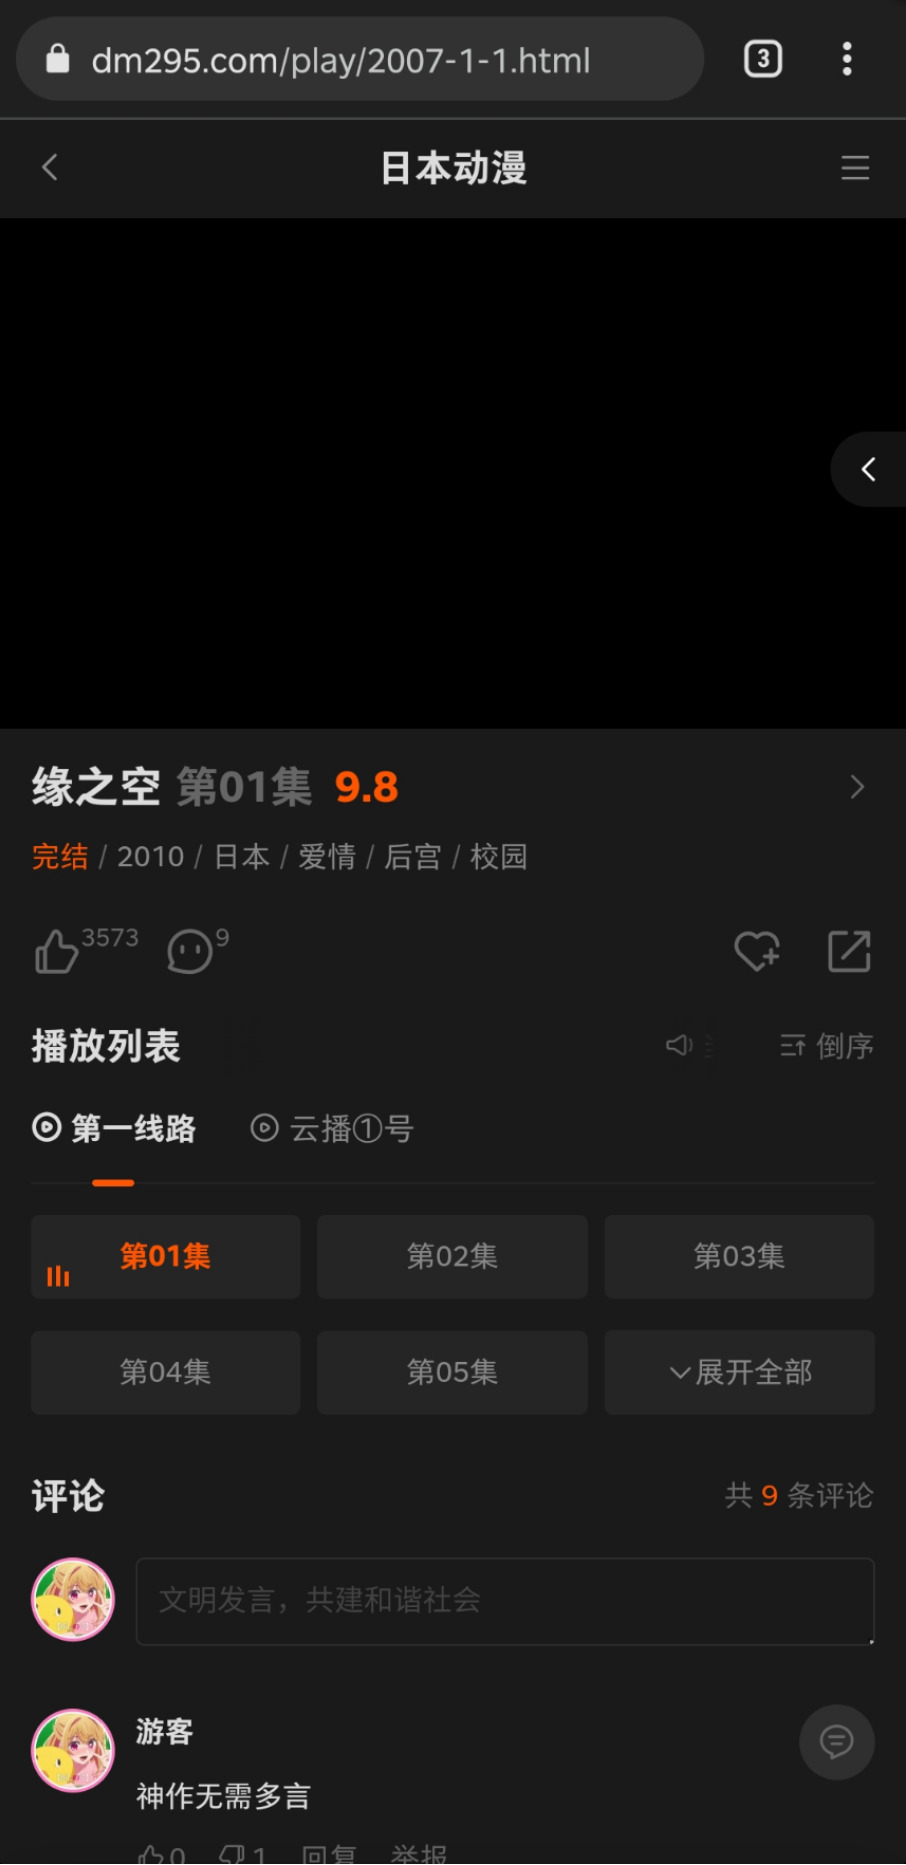 dm295.com/play/2007-1-1.html
3
日本动漫
缘之空 第01集 9.8
完结 / 2010 / 日本 / 爱情 / 后宫 / 校园
3573 9
播放列表 倒序
第一线路 云播①号
第01集 第02集 第03集
第04集 第05集 展开全部
评论 共 9 条评论
文明发言，共建和谐社会
游客
神作无需多言
0 1 回复 举报